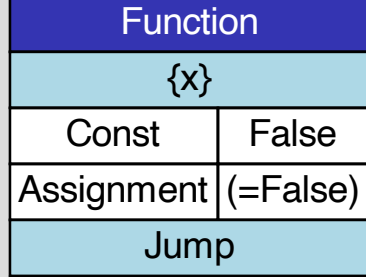 Function
{x}
Const False
Assignment (=False)
Jump